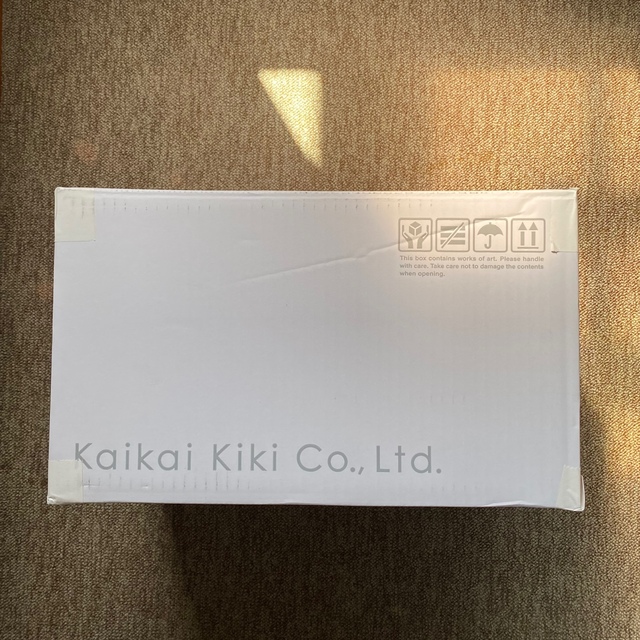 This box contains works of art. Please handle
with care. Take care not to damage the contents
when opening.
Kaikai Kiki Co., Ltd.